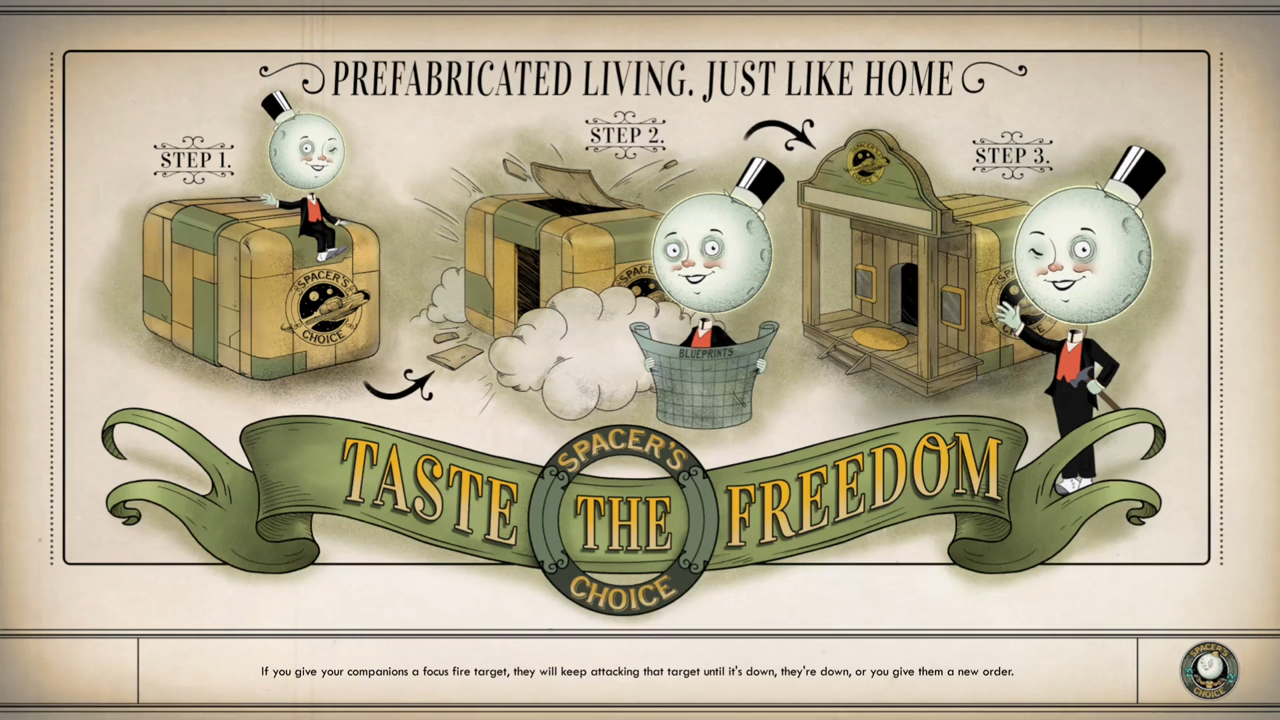 PREFABRICATED LIVING. JUST LIKE HOME
STEP 1.
STEP 2.
STEP 3.
SPACER'S
CHOICE
SPACER'S
SPACER'S
CHOICE
BLUEPRINTS
SPACER'S
TASTE THE FREEDOM
CHOICE
If you give your companions a focus fire target, they will keep attacking that target until it's down, they're down, or you give them a new order.
SPACER'S
CHOICE